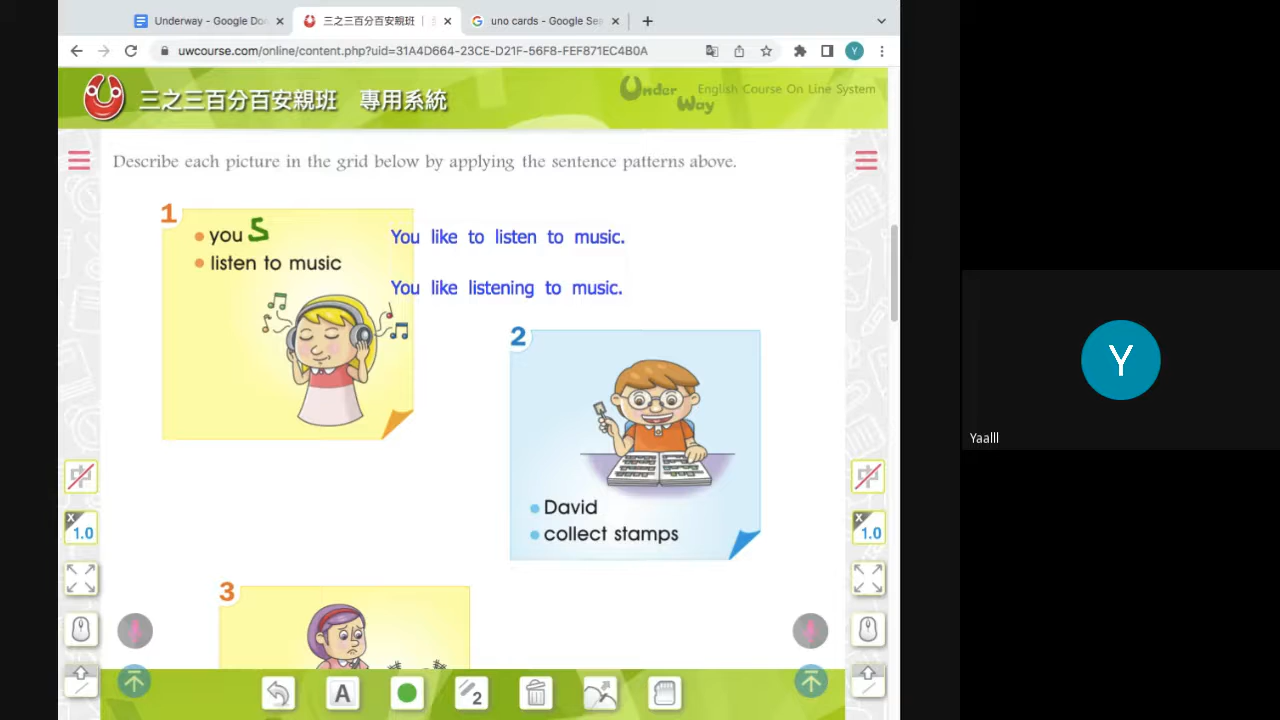 Underway - Google Do
三之三百分百安親班 |
uno cards - Google Sea
uwcourse.com/online/content.php?uid=31A4D664-23CE-D21F-56F8-FEF871EC4B0A
Y
三之三百分百安親班 專用系統
Under Way
English Course On Line System
Describe each picture in the grid below by applying the sentence patterns above.
1
you S
listen to music
You like to listen to music.
You like listening to music.
2
David
collect stamps
3
X 1.0
X 1.0
A
2
Y
Yaalll